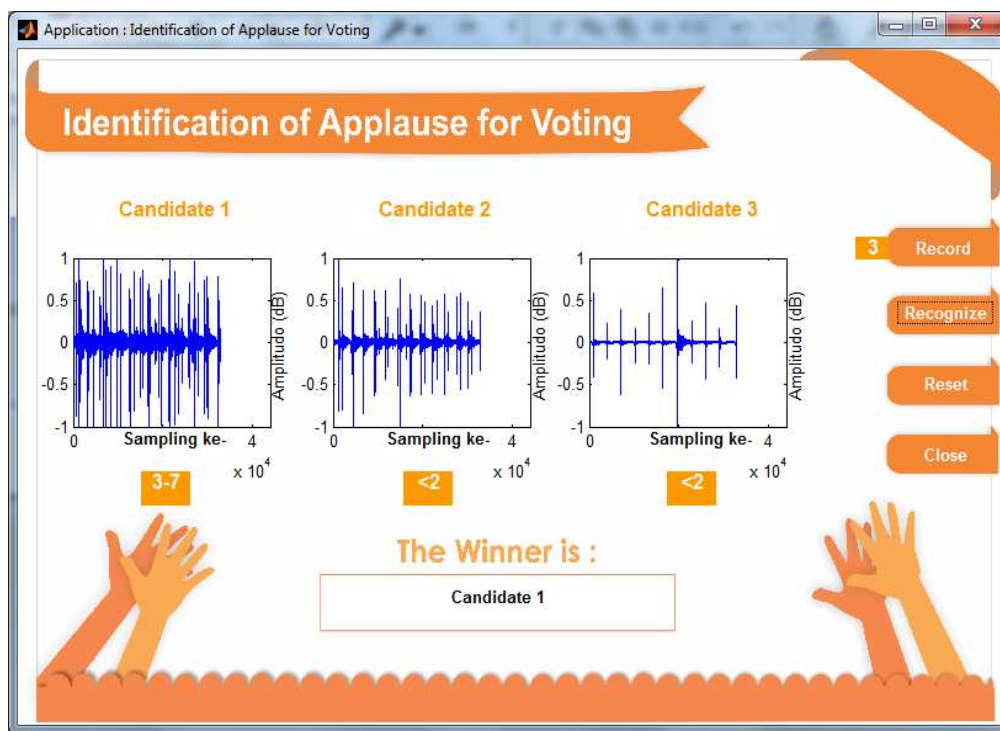 Application : Identification of Applause for Voting
Identification of Applause for Voting
Candidate 1
Candidate 2
Candidate 3
3 Record
Recognize
Reset
Close
1
0.5
0
-0.5
-1
0 Sampling ke- 4
x 10^4
Amplitudo (dB)
3-7
1
0.5
0
-0.5
-1
0 Sampling ke- 4
x 10^4
Amplitudo (dB)
<2
1
0.5
0
-0.5
-1
0 Sampling ke- 4
x 10^4
Amplitudo (dB)
<2
The Winner is :
Candidate 1